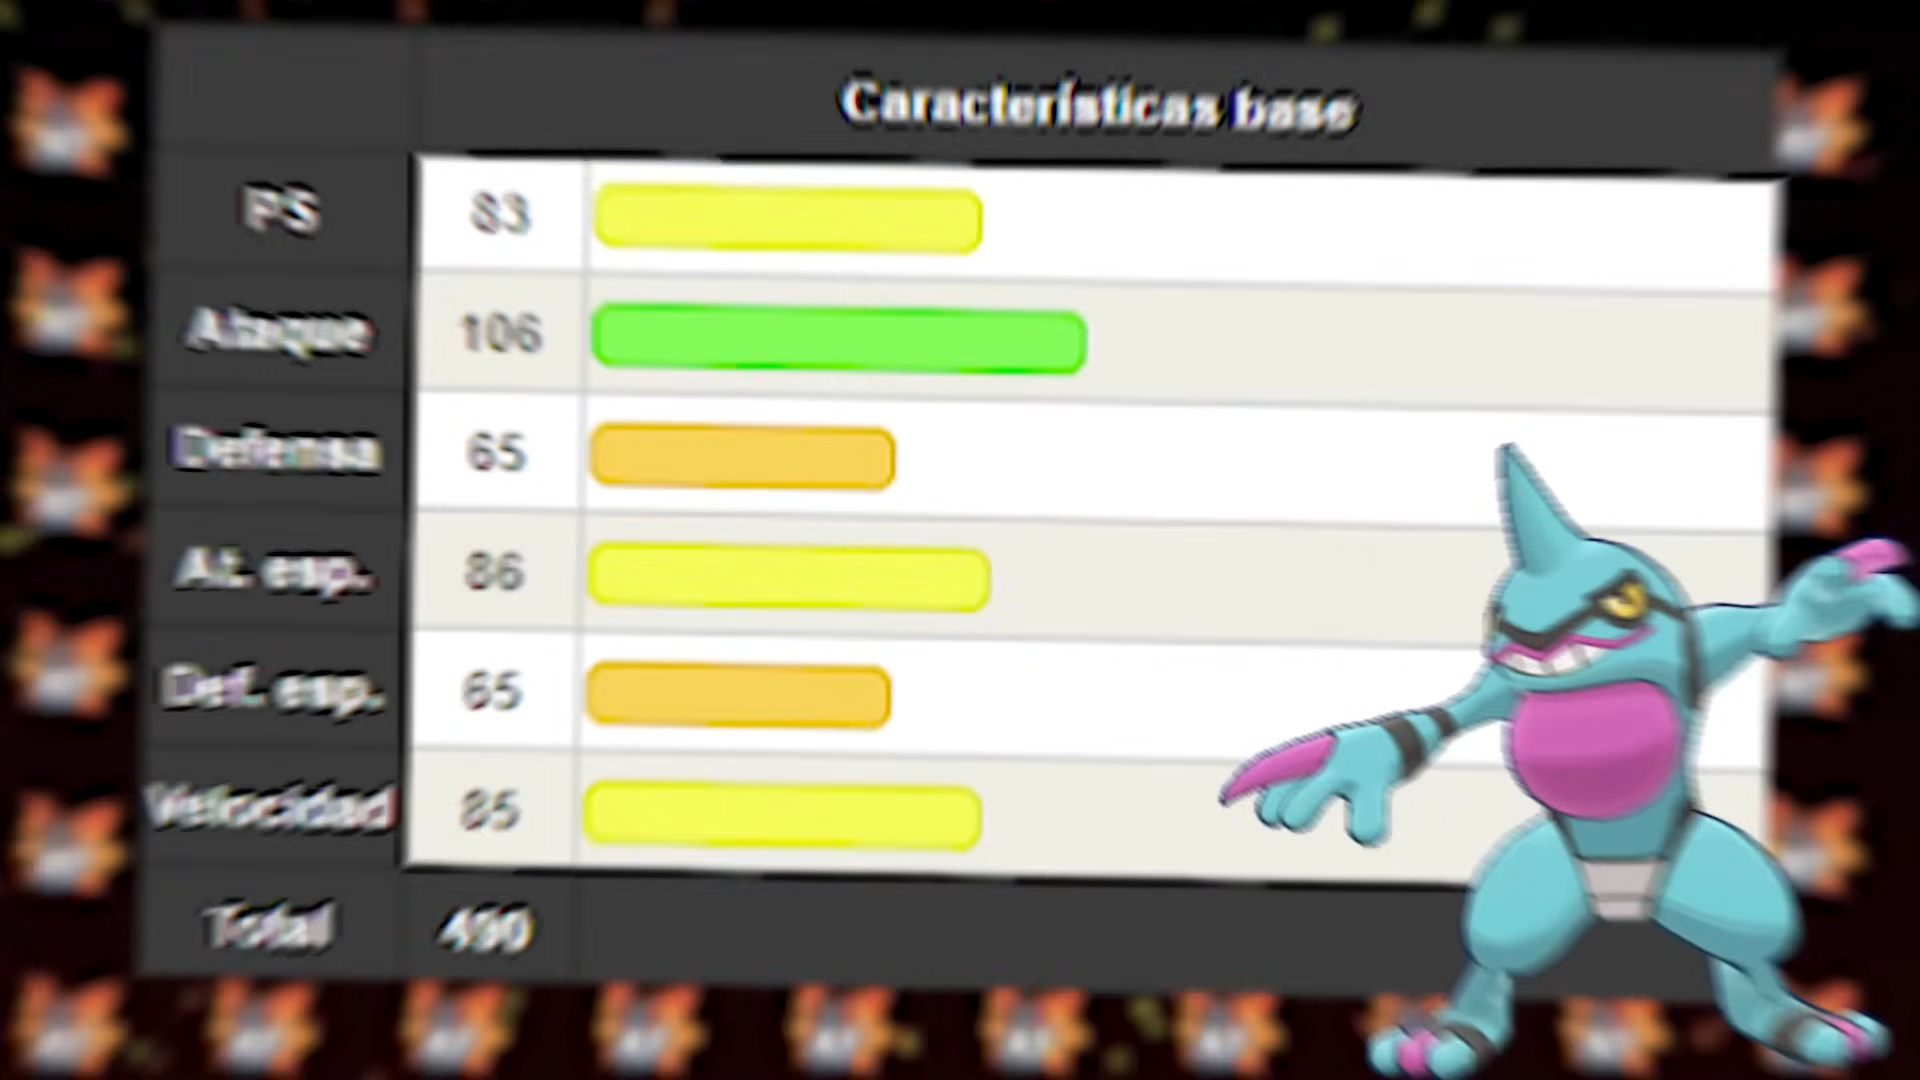 Características base
PS 83
Ataque 106
Defensa 65
At. esp. 86
Def. esp. 65
Velocidad 85
Total 490